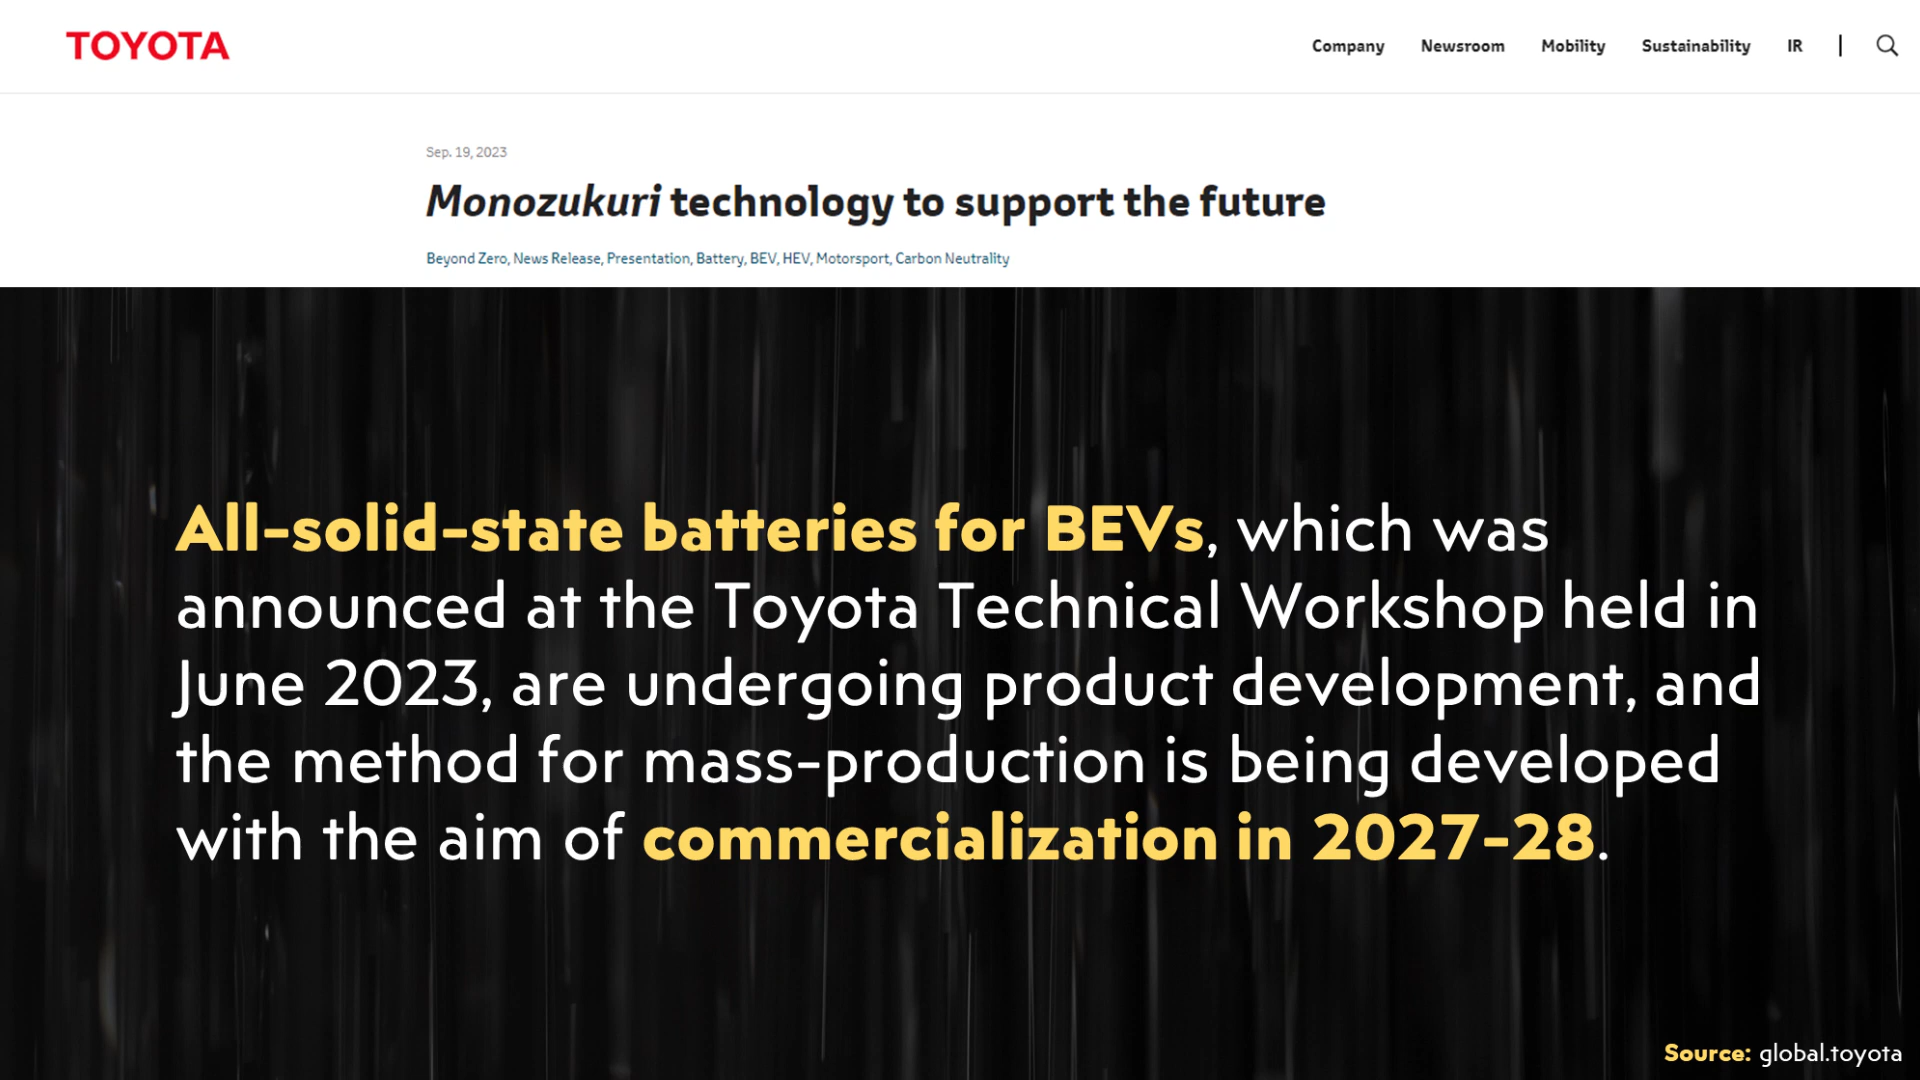 TOYOTA
Company Newsroom Mobility Sustainability IR |
Sep. 19, 2023
Monozukuri technology to support the future
Beyond Zero, News Release, Presentation, Battery, BEV, HEV, Motorsport, Carbon Neutrality
All-solid-state batteries for BEVs, which was
announced at the Toyota Technical Workshop held in
June 2023, are undergoing product development, and
the method for mass-production is being developed
with the aim of commercialization in 2027-28.
Source: global.toyota